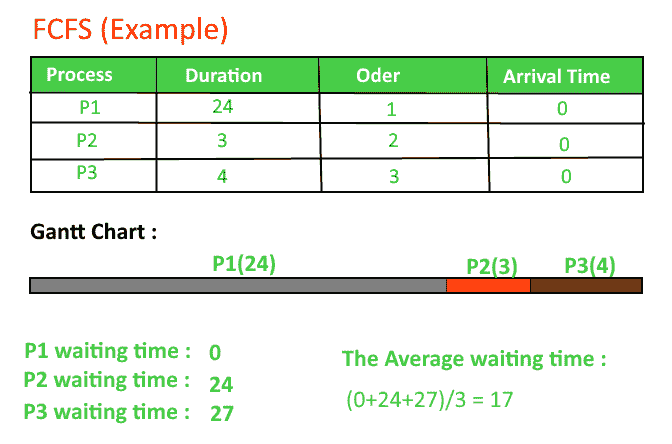 FCFS (Example)
Process Duration Oder Arrival Time
P1 24 1 0
P2 3 2 0
P3 4 3 0
Gantt Chart :
P1(24) P2(3) P3(4)
P1 waiting time : 0
P2 waiting time : 24
P3 waiting time : 27
The Average waiting time :
(0+24+27)/3 = 17